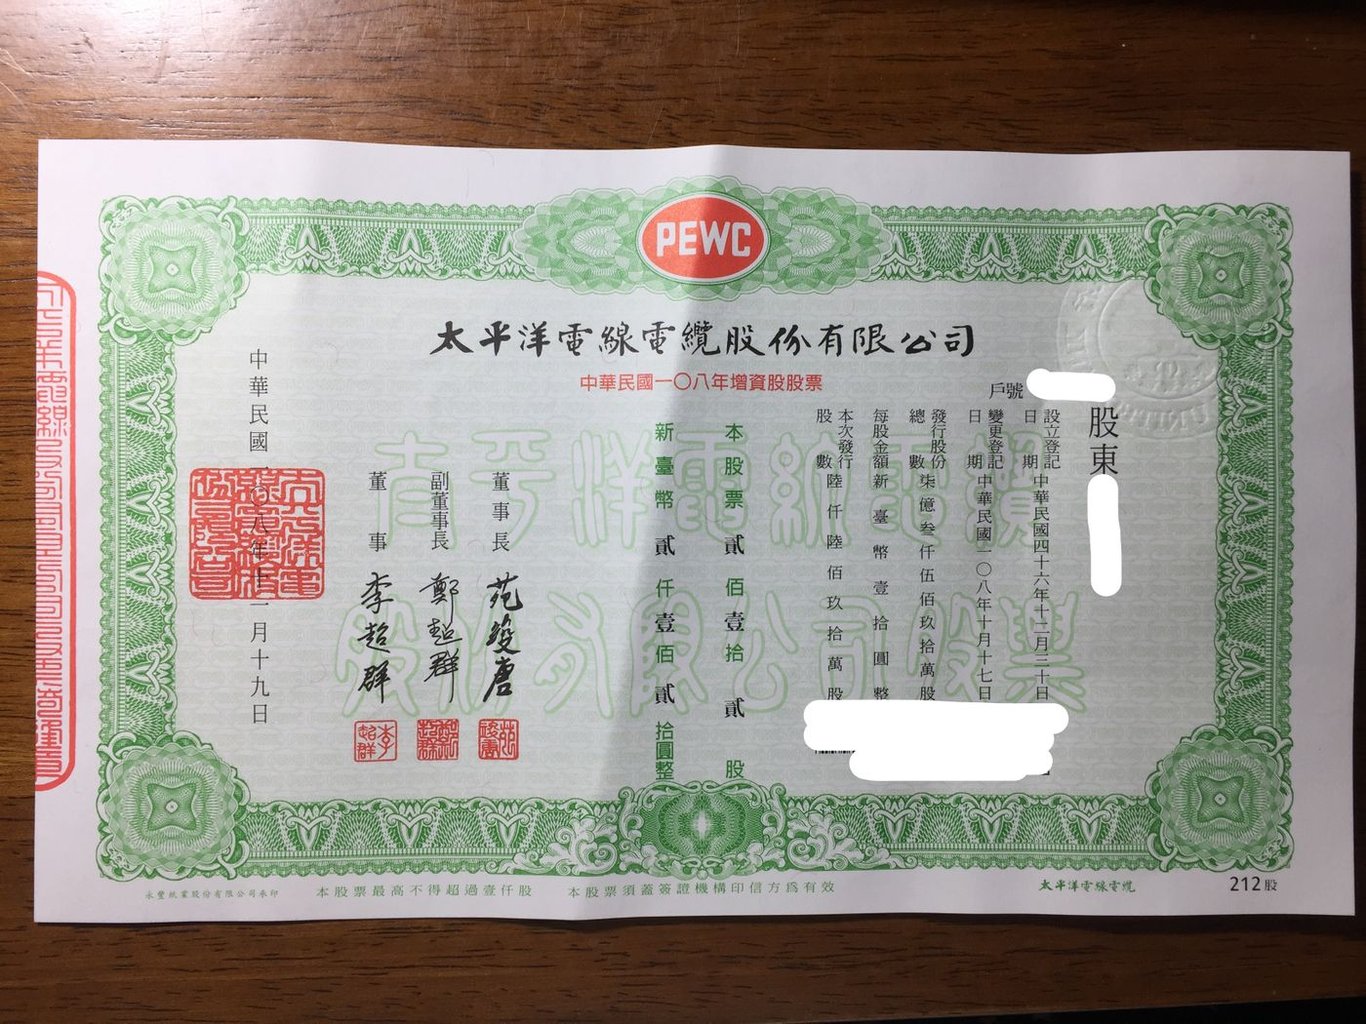 PEWC
太平洋電線電纜股份有限公司
中華民國一〇八年增資股股票
戶號
股東
設立登記日期 中華民國四十六年十二月三十日
變更登記日期 中華民國一〇八年十月十七日
發行股份總數 柒億叁仟伍佰玖拾萬股
每股金額 新臺幣壹拾圓整
本次發行股數 陸仟陸佰玖拾萬股
本股票貳佰壹拾貳股
新臺幣貳仟壹佰貳拾圓整
董事長 苑竣唐
副董事長 鄭超群
董事 李超群
中華民國一〇八年十二月十九日
永豐紙業股份有限公司承印
本股票最高不得超過壹仟股
本股票須蓋簽證機構印信方為有效
太平洋電線電纜
212股